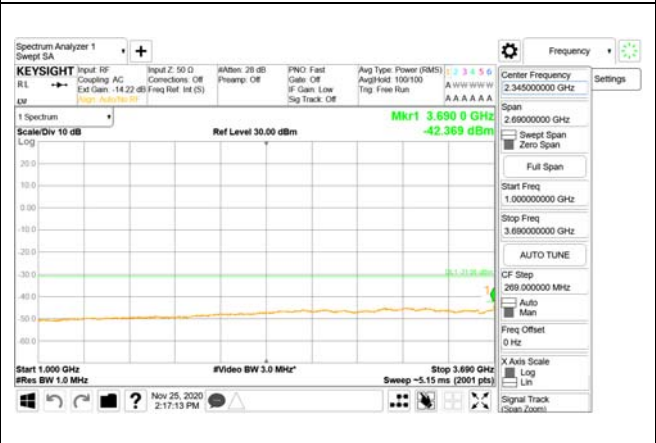 Spectrum Analyzer 1
Swept SA
Frequency
KEYSIGHT
RL
Input: RF
Coupling: AC
Ext Gain: -14.22 dB
Align: Auto/No RF
Input Z: 50 Ω
Corrections: Off
Freq Ref: Int (S)
#Atten: 28 dB
Preamp: Off
PNO: Fast
Gate: Off
IF Gain: Low
Sig Track: Off
Avg Type: Power (RMS)
Avg|Hold: 100/100
Trig: Free Run
1 2 3 4 5 6
A W W W W W
A A A A A A
1 Spectrum
Scale/Div 10 dB
Ref Level 30.00 dBm
Mkr1 3.690 0 GHz
-42.369 dBm
Log
20.0
10.0
0.00
-10.0
-20.0
-30.0
-40.0
-50.0
-60.0
1
Start 1.000 GHz
#Res BW 1.0 MHz
#Video BW 3.0 MHz*
Stop 3.690 GHz
Sweep ~5.15 ms (2001 pts)
Nov 25, 2020
2:17:13 PM
Center Frequency
2.345000000 GHz
Settings
Span
2.69000000 GHz
Swept Span
Zero Span
Full Span
Start Freq
1.000000000 GHz
Stop Freq
3.690000000 GHz
AUTO TUNE
CF Step
269.000000 MHz
Auto
Man
Freq Offset
0 Hz
X Axis Scale
Log
Lin
Signal Track
(Span Zoom)